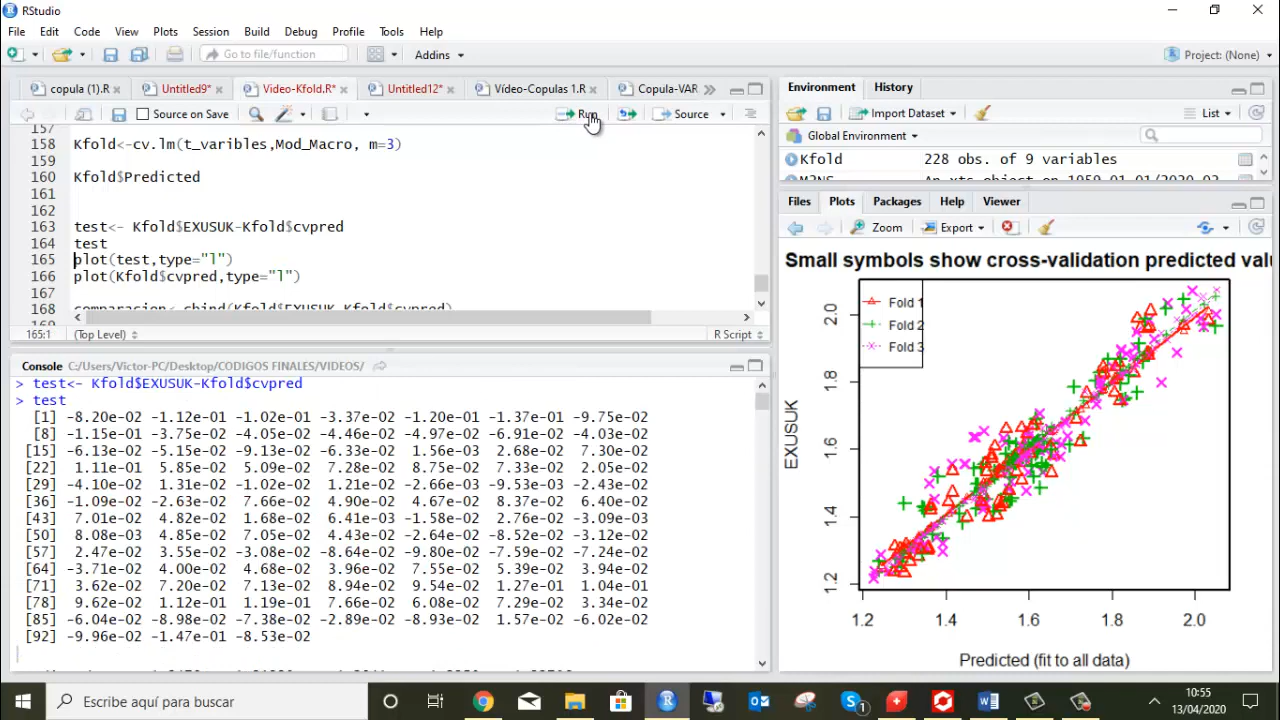 RStudio
File Edit Code View Plots Session Build Debug Profile Tools Help
Go to file/function
Addins
Project: (None)
copula (1).R
Untitled9*
Video-Kfold.R*
Untitled12*
Vídeo-Copulas 1.R
Copula-VAR
Source on Save
Run
Source
157
158 Kfold<-cv.lm(t_varibles,Mod_Macro, m=3)
159
160 Kfold$Predicted
161
162
163 test<- Kfold$EXUSUK-Kfold$cvpred
164 test
165 plot(test,type="l")
166 plot(Kfold$cvpred,type="l")
167
168 comparacion<-cbind(Kfold$EXUSUK,Kfold$cvpred)
169
165:1 (Top Level) R Script
Console C:/Users/Victor-PC/Desktop/CODIGOS FINALES/VIDEOS/
> test<- Kfold$EXUSUK-Kfold$cvpred
> test
[1] -8.20e-02 -1.12e-01 -1.02e-01 -3.37e-02 -1.20e-01 -1.37e-01 -9.75e-02
[8] -1.15e-01 -3.75e-02 -4.05e-02 -4.46e-02 -4.97e-02 -6.91e-02 -4.03e-02
[15] -6.13e-02 -5.15e-02 -9.13e-02 1.56e-03 2.68e-02 7.30e-02
[22] 1.11e-01 5.85e-02 5.09e-02 7.28e-02 8.75e-02 7.33e-02 2.05e-02
[29] -4.10e-02 1.31e-02 -1.02e-02 -2.66e-03 -9.53e-03 -2.43e-02
[36] -1.09e-02 -2.63e-02 7.66e-02 4.90e-02 4.67e-02 8.37e-02 6.40e-02
[43] 7.01e-02 4.82e-02 1.68e-02 6.41e-03 -1.58e-02 2.76e-02 -3.09e-03
[50] 8.08e-03 4.85e-02 7.05e-02 4.43e-02 -2.64e-02 -8.52e-02 -3.12e-02
[57] 2.47e-02 3.55e-02 3.08e-02 -8.64e-02 -9.80e-02 -7.59e-02 -7.24e-02
[64] -3.71e-02 4.00e-02 4.68e-02 3.96e-02 7.55e-02 5.39e-02 3.94e-02
[71] 3.62e-02 7.20e-02 7.13e-02 8.94e-02 9.54e-02 1.27e-01 1.04e-01
[78] 9.62e-02 1.12e-01 1.19e-01 7.66e-02 6.08e-02 7.29e-02 3.34e-02
[85] -6.04e-02 -8.98e-02 -7.38e-02 -2.89e-02 -8.93e-02 1.57e-02 -6.02e-02
[92] -9.96e-02 -1.47e-01 -8.53e-02
Environment History
Import Dataset
List
Global Environment
Kfold 228 obs. of 9 variables
M2NS An xts object on 1959-01-01/2020-02
Files Plots Packages Help Viewer
Zoom Export
Small symbols show cross-validation predicted valu
Fold 1
Fold 2
Fold 3
EXUSUK
2.0
1.8
1.6
1.4
1.2
1.2 1.4 1.6 1.8 2.0
Predicted (fit to all data)
Escribe aquí para buscar
1
10:55
13/04/2020